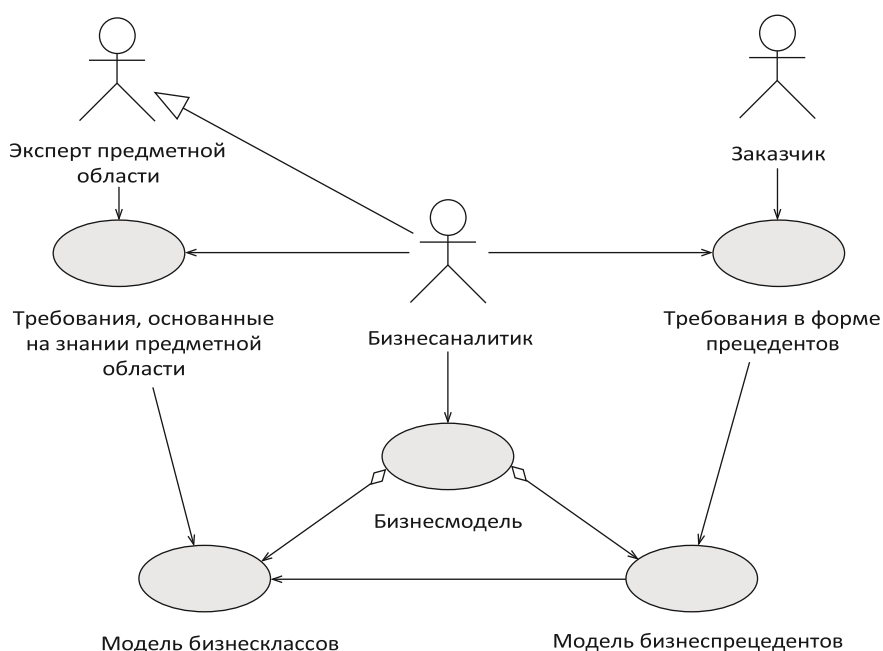 Эксперт предметной
области
Заказчик
Требования, основанные
на знании предметной
области
Бизнесаналитик
Требования в форме
прецедентов
Бизнесмодель
Модель бизнесклассов
Модель бизнеспрецедентов